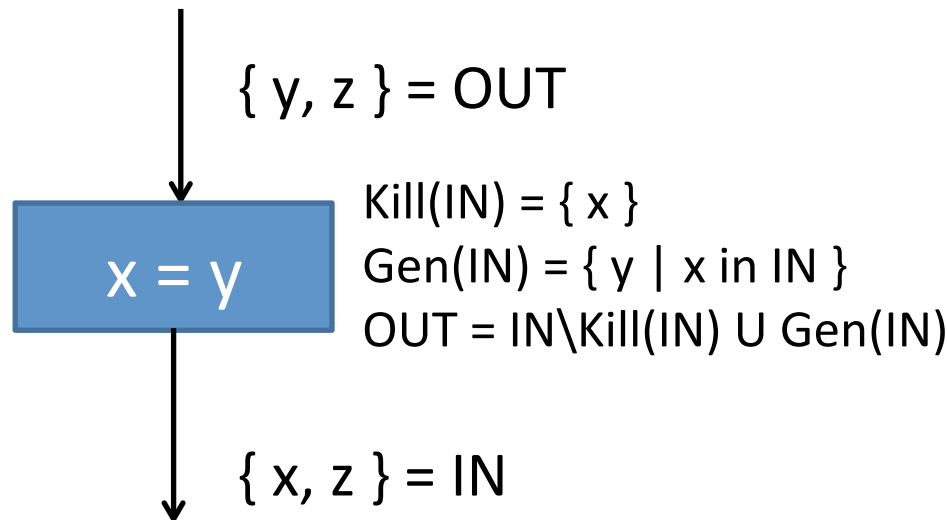 { y, z } = OUT
Kill(IN) = { x }
x = y
Gen(IN) = { y | x in IN }
OUT = IN\Kill(IN) U Gen(IN)
{ x, z } = IN